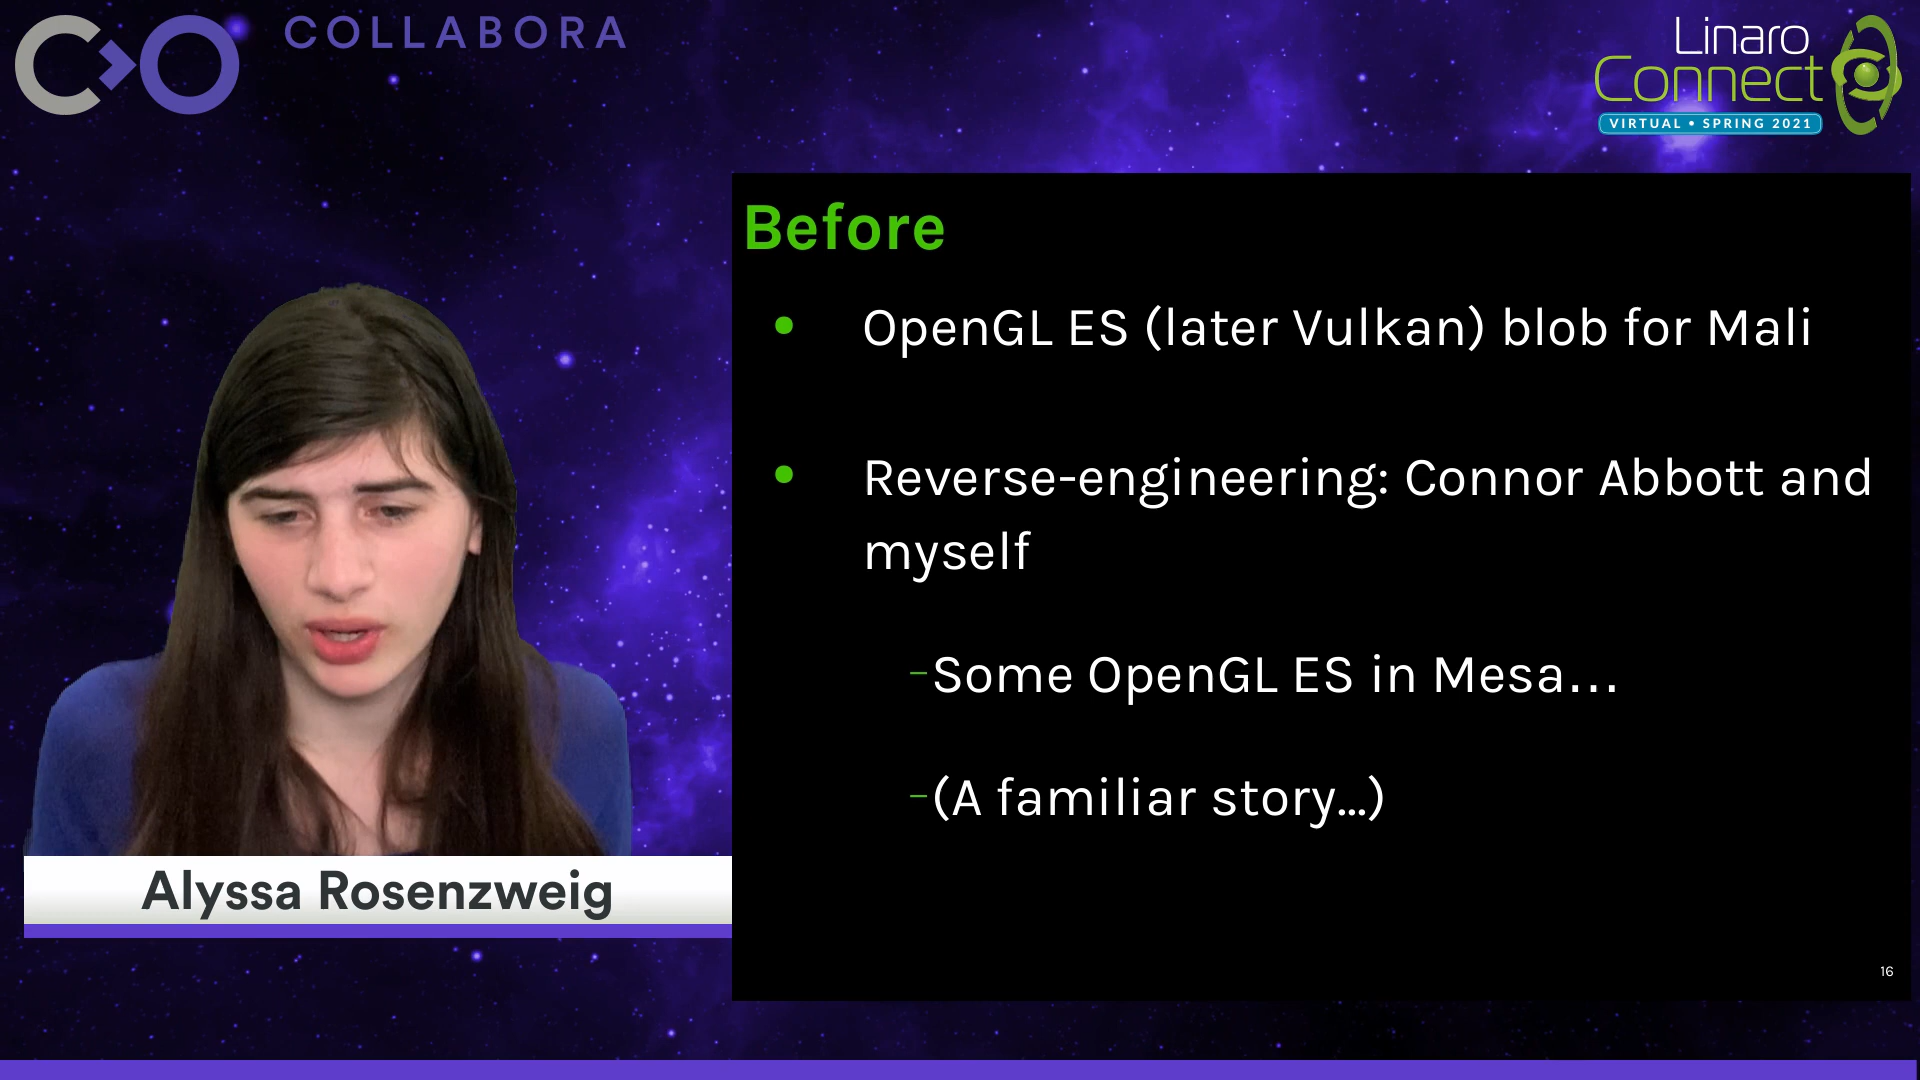 COLLABORA
Linaro
Connect
VIRTUAL • SPRING 2021
Before
• OpenGL ES (later Vulkan) blob for Mali
• Reverse-engineering: Connor Abbott and
myself
–Some OpenGL ES in Mesa…
–(A familiar story…)
Alyssa Rosenzweig
16